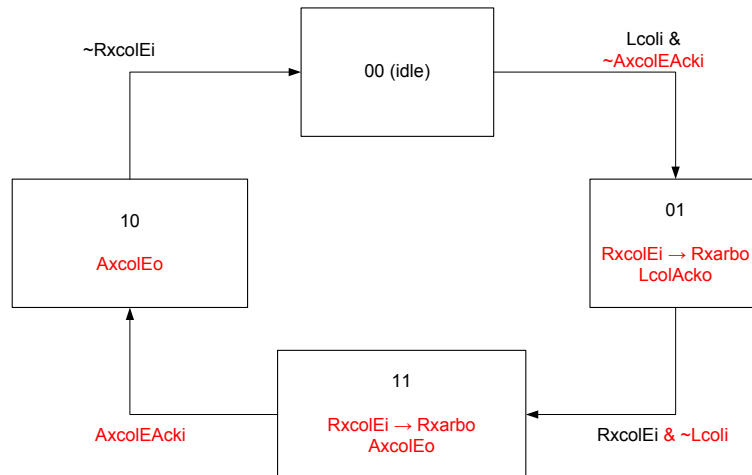 ~RxcolEi
Lcoli &
~AxcolEAcki
00 (idle)
10
AxcolEo
01
RxcolEi → Rxarbo
LcolAcko
11
RxcolEi → Rxarbo
AxcolEo
AxcolEAcki
RxcolEi & ~Lcoli